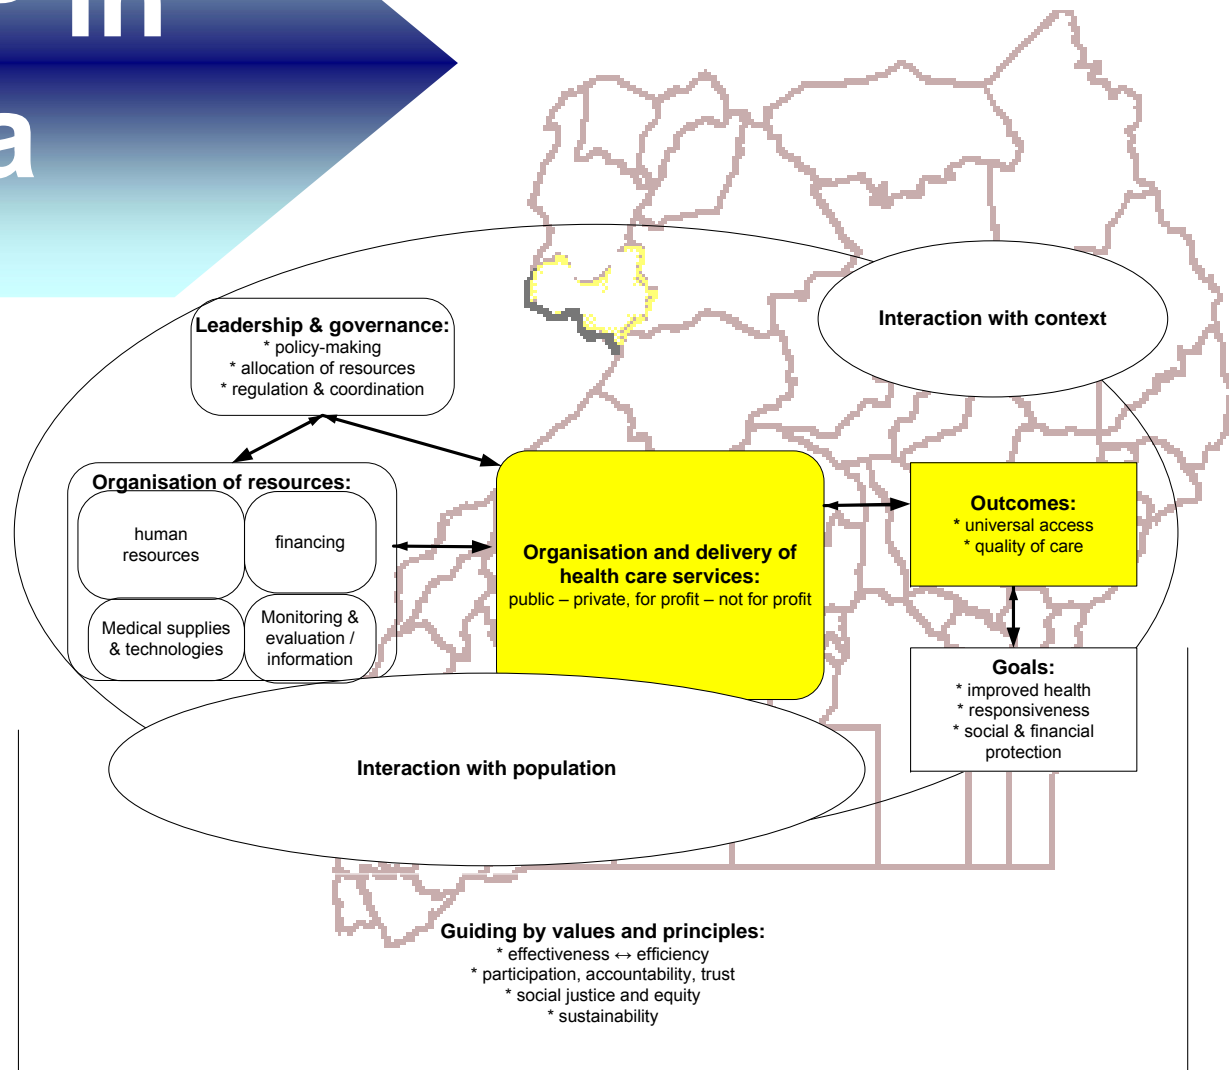 in
a
Leadership & governance:
* policy-making
* allocation of resources
* regulation & coordination
Interaction with context
Organisation of resources:
human
resources
financing
Medical supplies
& technologies
Monitoring &
evaluation /
information
Organisation and delivery of
health care services:
public – private, for profit – not for profit
Outcomes:
* universal access
* quality of care
Goals:
* improved health
* responsiveness
* social & financial
protection
Interaction with population
Guiding by values and principles:
* effectiveness ↔ efficiency
* participation, accountability, trust
* social justice and equity
* sustainability